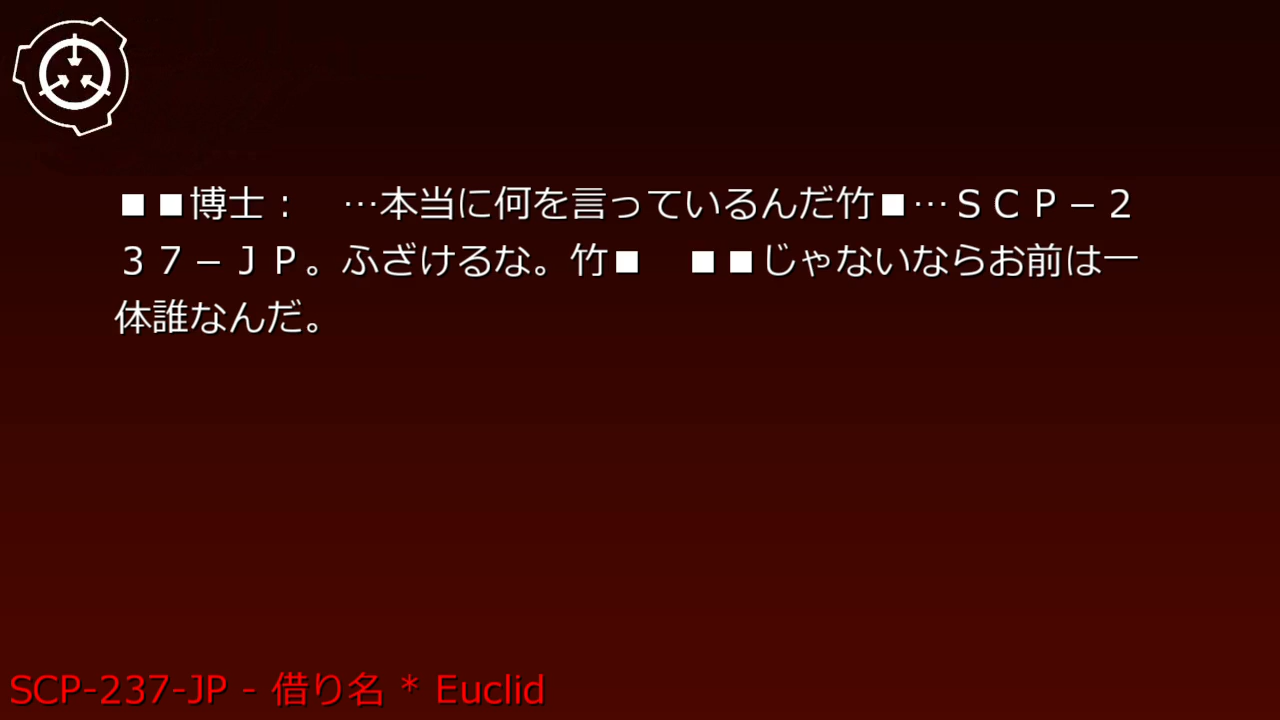 ■■博士：　…本当に何を言っているんだ竹■…ＳＣＰ－２
３７－ＪＰ。ふざけるな。竹■　■■じゃないならお前は一
体誰なんだ。
SCP-237-JP - 借り名 * Euclid